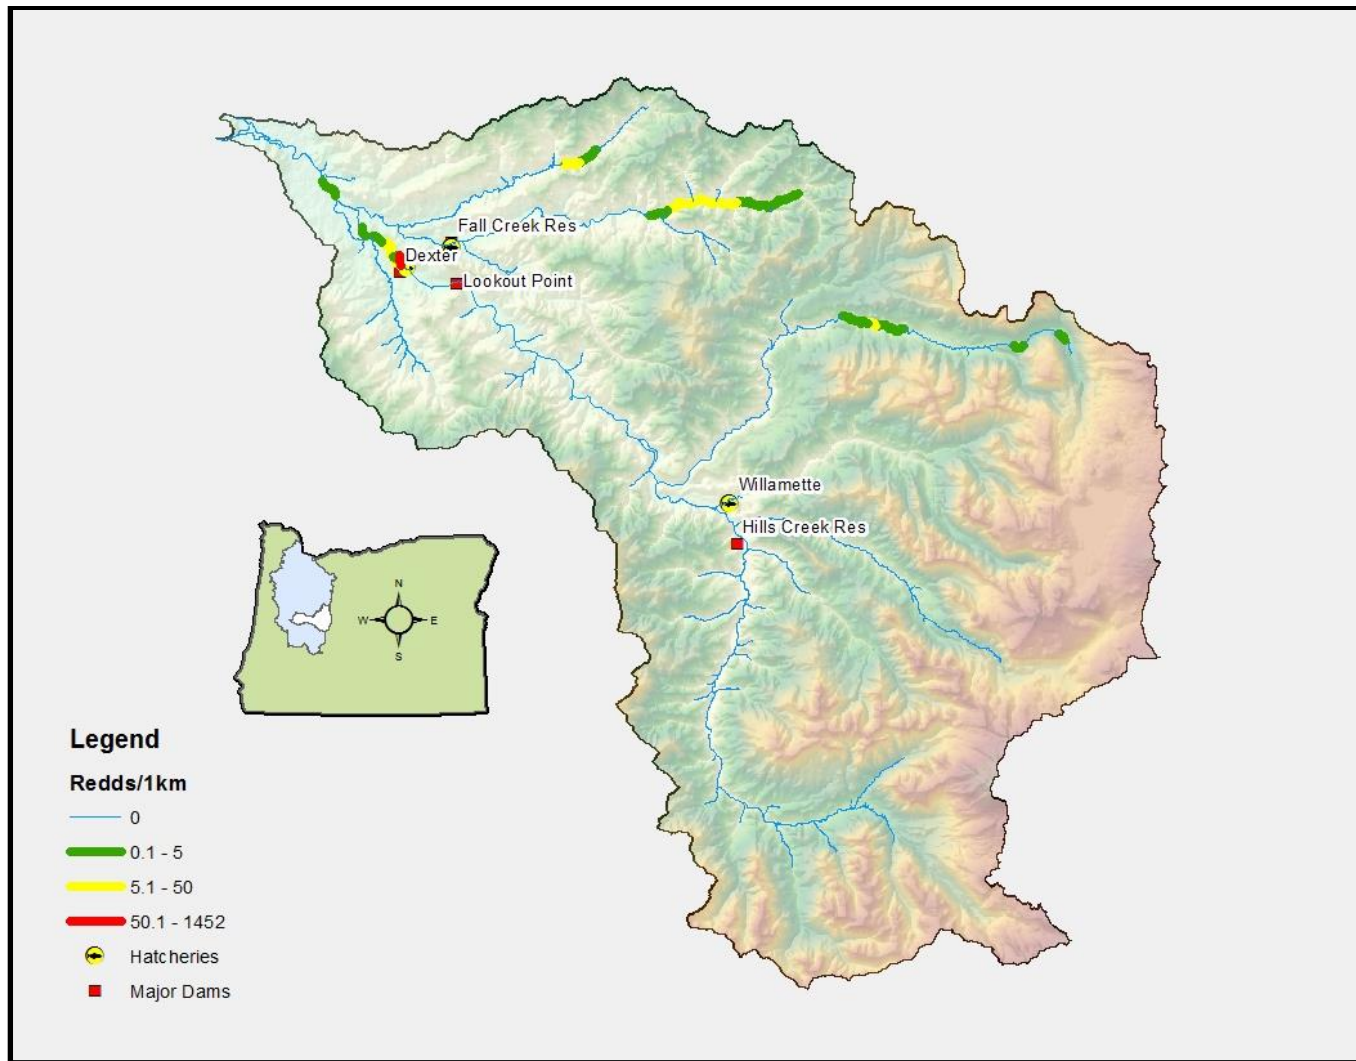 Fall Creek Res
Dexter
Lookout Point
Willamette
Hills Creek Res
N
W
E
S
Legend
Redds/1km
0
0.1 - 5
5.1 - 50
50.1 - 1452
Hatcheries
Major Dams